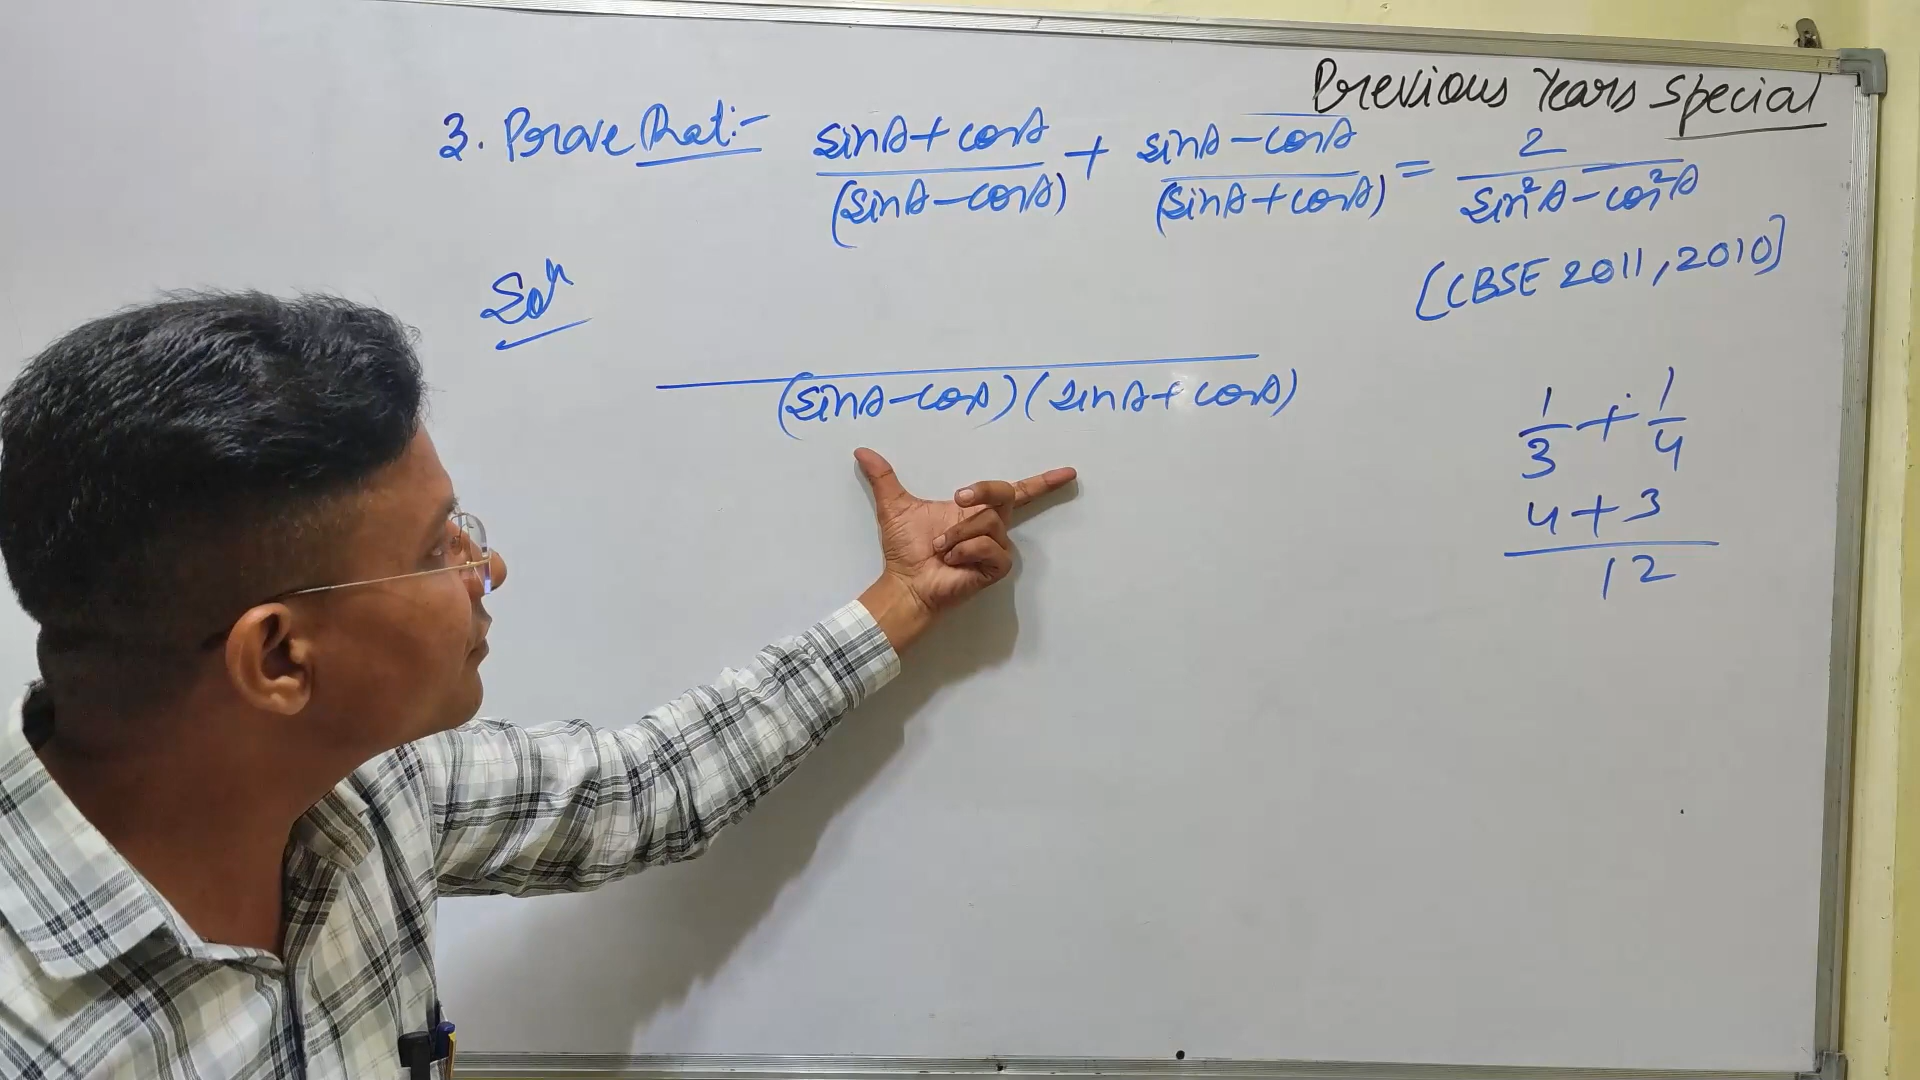 Previous Years Special
3. Prove that:- sinA+cosA/(sinA-cosA) + sinA-cosA/(sinA+cosA) = 2/sin²A-cos²A
[CBSE 2011, 2010]
Solⁿ
(sinA-cosA)(sinA+cosA)
1/3 + 1/4
4+3
12